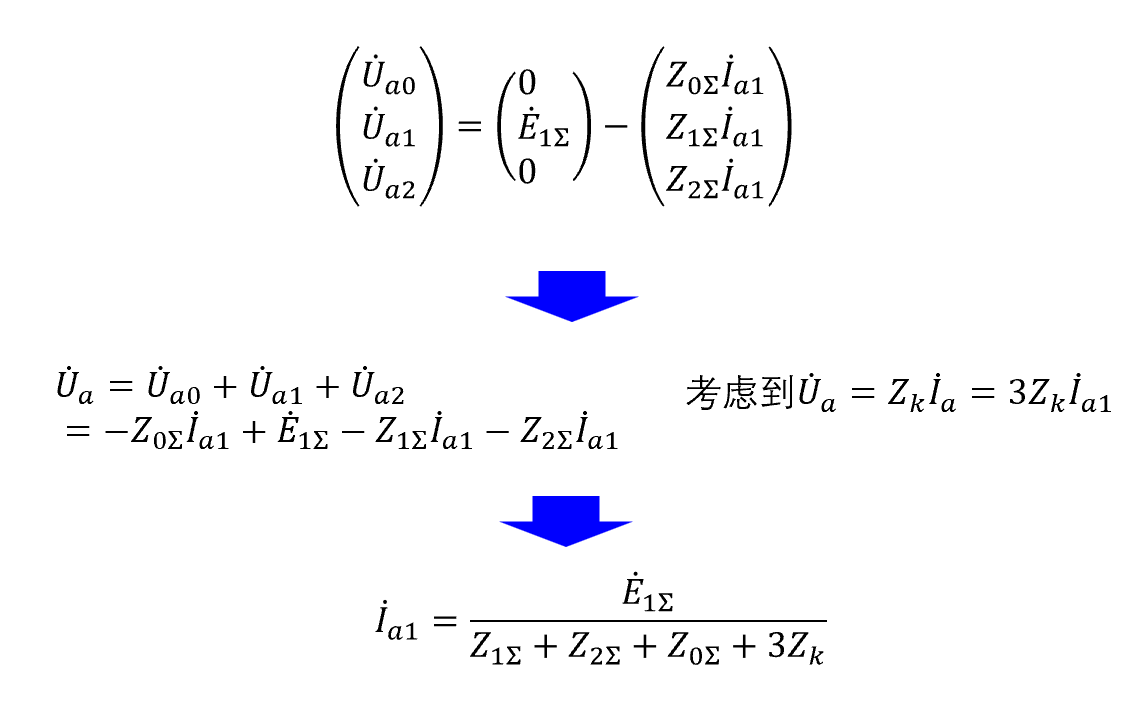 $$\begin{pmatrix} \dot{U}_{a0} \\ \dot{U}_{a1} \\ \dot{U}_{a2} \end{pmatrix} = \begin{pmatrix} 0 \\ \dot{E}_{1\Sigma} \\ 0 \end{pmatrix} - \begin{pmatrix} Z_{0\Sigma}\dot{I}_{a1} \\ Z_{1\Sigma}\dot{I}_{a1} \\ Z_{2\Sigma}\dot{I}_{a1} \end{pmatrix}$$
$\dot{U}_a = \dot{U}_{a0} + \dot{U}_{a1} + \dot{U}_{a2}$
$= -Z_{0\Sigma}\dot{I}_{a1} + \dot{E}_{1\Sigma} - Z_{1\Sigma}\dot{I}_{a1} - Z_{2\Sigma}\dot{I}_{a1}$
考虑到$\dot{U}_a = Z_k\dot{I}_a = 3Z_k\dot{I}_{a1}$
$$\dot{I}_{a1} = \frac{\dot{E}_{1\Sigma}}{Z_{1\Sigma} + Z_{2\Sigma} + Z_{0\Sigma} + 3Z_k}$$